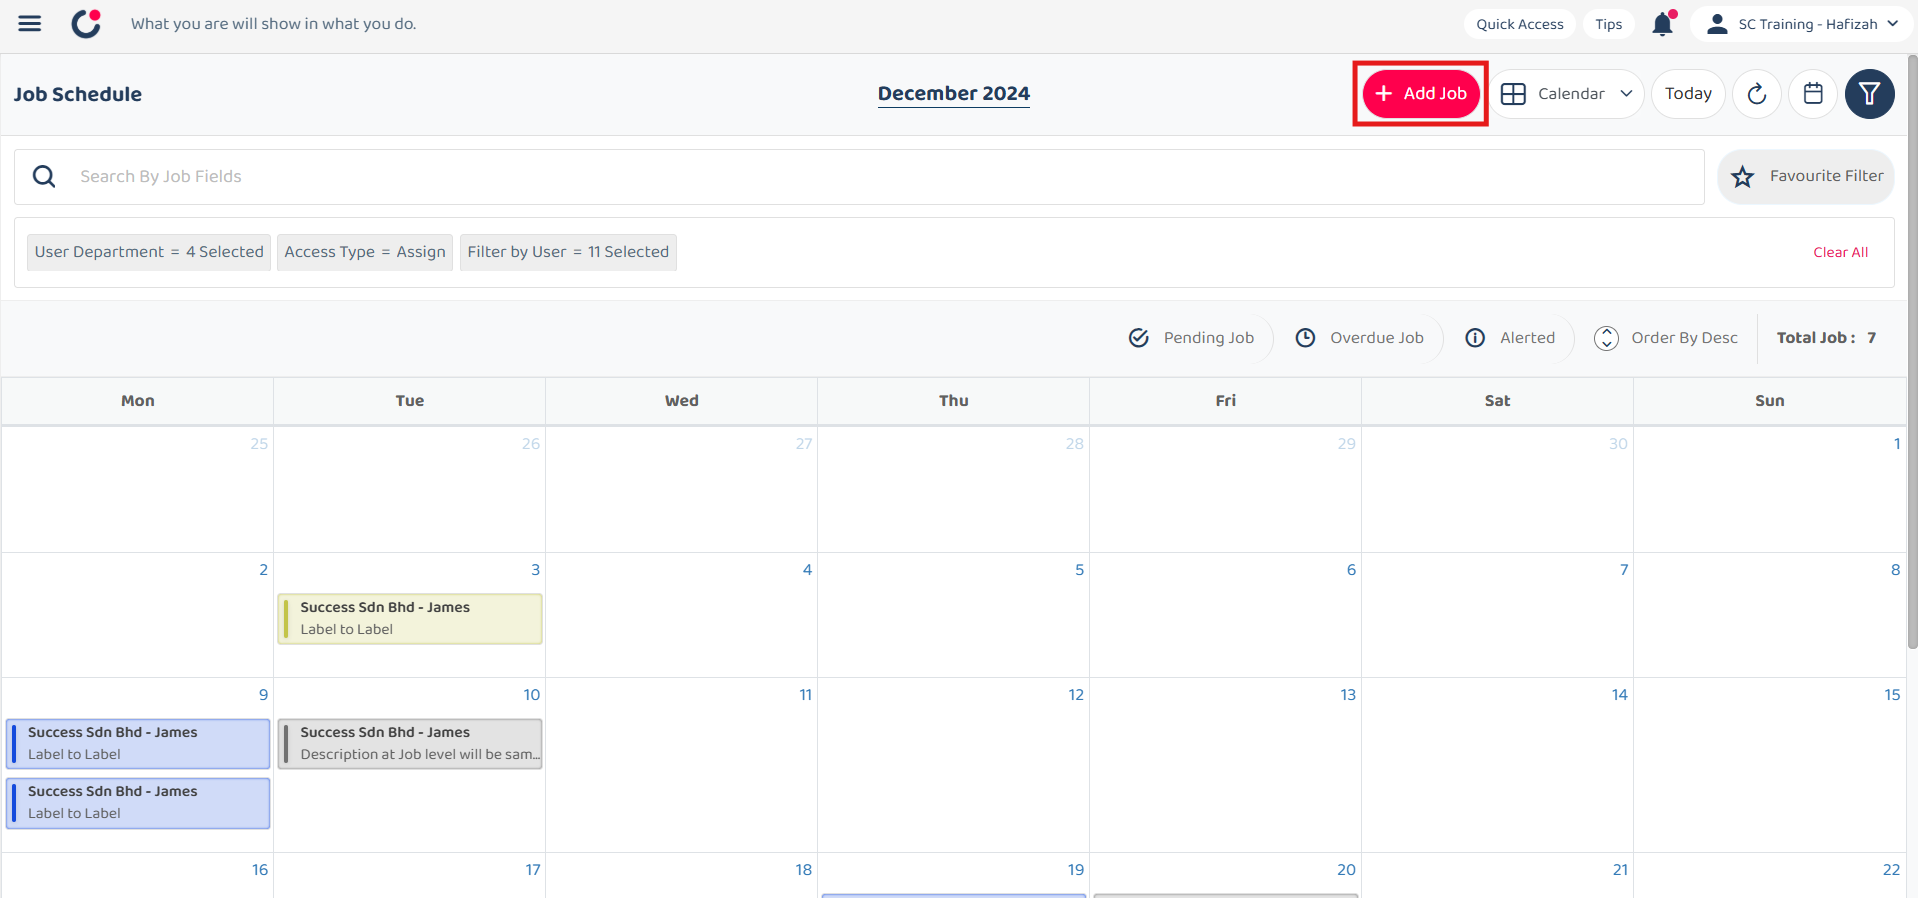 What you are will show in what you do.
Quick Access
Tips
SC Training - Hafizah
Job Schedule
December 2024
+ Add Job
Calendar
Today
Search By Job Fields
Favourite Filter
User Department = 4 Selected
Access Type = Assign
Filter by User = 11 Selected
Clear All
Pending Job
Overdue Job
Alerted
Order By Desc
Total Job : 7
Mon Tue Wed Thu Fri Sat Sun
25 26 27 28 29 30 1
2 3 4 5 6 7 8
Success Sdn Bhd - James
Label to Label
9 10 11 12 13 14 15
Success Sdn Bhd - James
Label to Label
Success Sdn Bhd - James
Description at Job level will be sam...
Success Sdn Bhd - James
Label to Label
16 17 18 19 20 21 22